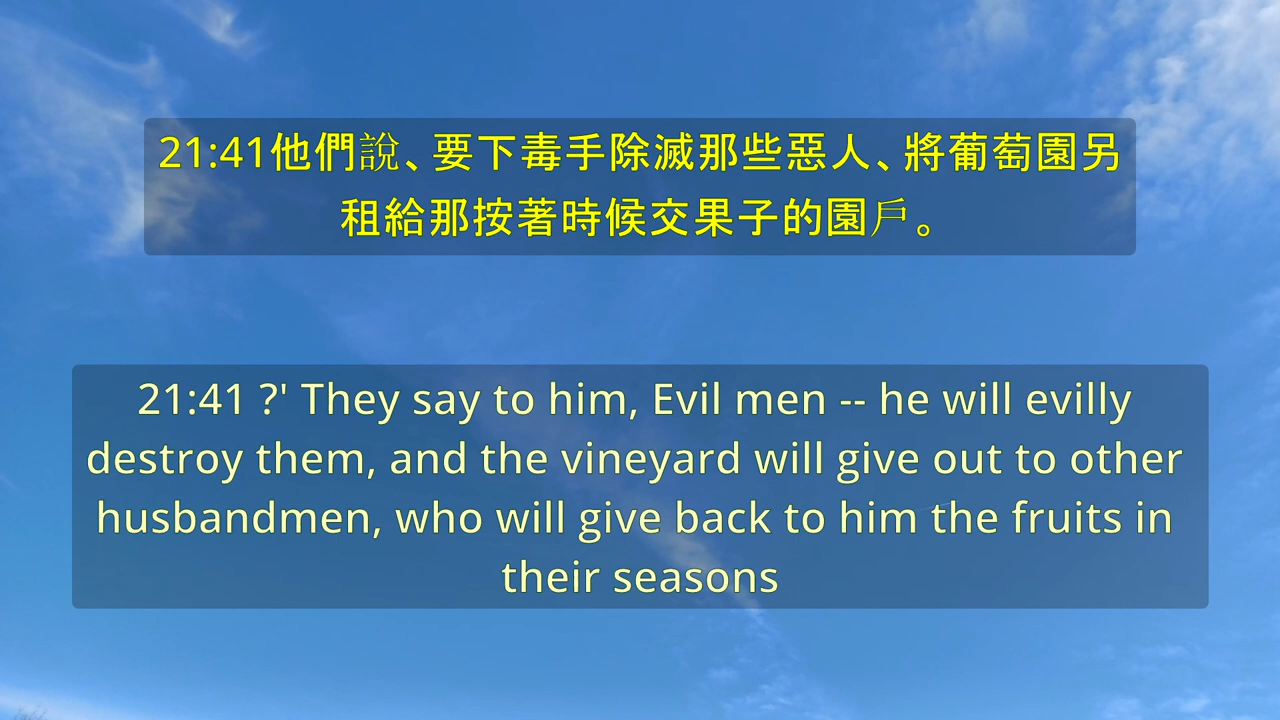 21:41他們說、要下毒手除滅那些惡人、將葡萄園另
租給那按著時候交果子的園戶。
21:41 ?' They say to him, Evil men -- he will evilly
destroy them, and the vineyard will give out to other
husbandmen, who will give back to him the fruits in
their seasons